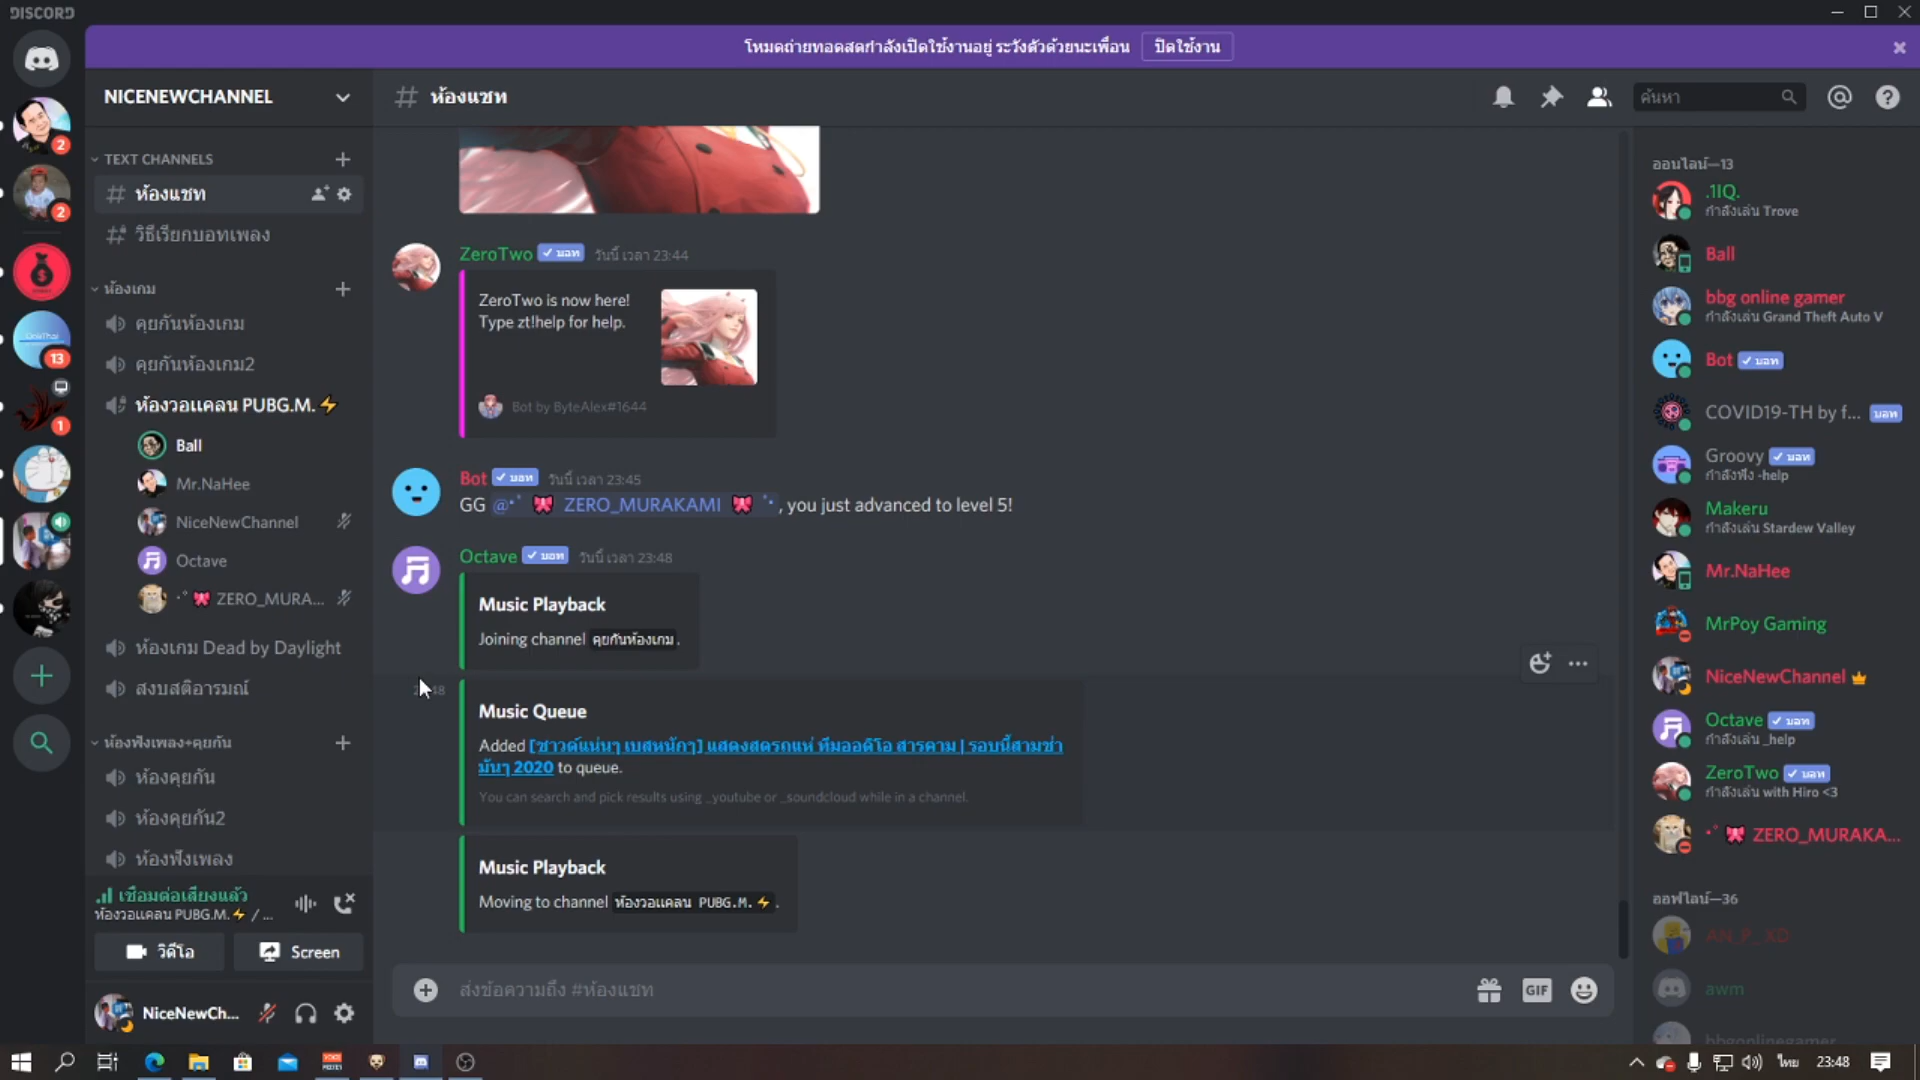 DISCORD
โหมดถ่ายทอดสดกำลังเปิดใช้งานอยู่ ระวังตัวด้วยนะเพื่อน
ปิดใช้งาน
NICENEWCHANNEL
ห้องแชท
ค้นหา
TEXT CHANNELS
ห้องแชท
วิธีเรียกบอทเพลง
ห้องเกม
คุยกันห้องเกม
คุยกันห้องเกม2
ห้องวอแคลน PUBG.M.⚡
Ball
Mr.NaHee
NiceNewChannel
Octave
ZERO_MURA...
ห้องเกม Dead by Daylight
สงบสติอารมณ์
ห้องฟังเพลง+คุยกัน
ห้องคุยกัน
ห้องคุยกัน2
ห้องฟังเพลง
เชื่อมต่อเสียงแล้ว
ห้องวอแคลน PUBG.M.⚡ / ...
วิดีโอ
Screen
NiceNewCh...
2
2
13
1
ZeroTwo ✓ บอท วันนี้ เวลา 23:44
ZeroTwo is now here!
Type zt!help for help.
Bot by ByteAlex#1644
Bot ✓ บอท วันนี้ เวลา 23:45
GG @•˚ 🎀 ZERO_MURAKAMI 🎀 ˚•, you just advanced to level 5!
Octave ✓ บอท วันนี้ เวลา 23:48
Music Playback
Joining channel คุยกันห้องเกม.
Music Queue
Added [ซาวด์แน่นๆ เบสหนักๆ] แสดงสดรถแห่ ทีมออดิโอ สารคาม | รอบนี้สามช่า
มันๆ 2020 to queue.
You can search and pick results using _youtube or _soundcloud while in a channel.
Music Playback
Moving to channel ห้องวอแคลน PUBG.M.⚡.
ส่งข้อความถึง #ห้องแชท
GIF
ออนไลน์—13
.1IQ.
กำลังเล่น Trove
Ball
bbg online gamer
กำลังเล่น Grand Theft Auto V
Bot ✓ บอท
COVID19-TH by f... บอท
Groovy ✓ บอท
กำลังฟัง -help
Makeru
กำลังเล่น Stardew Valley
Mr.NaHee
MrPoy Gaming
NiceNewChannel
Octave ✓ บอท
กำลังเล่น _help
ZeroTwo ✓ บอท
กำลังเล่น with Hiro <3
•˚ 🎀 ZERO_MURAKA...
ออฟไลน์—36
AN_P_ XD
awm
bbgonlinegamer
ไทย
23:48